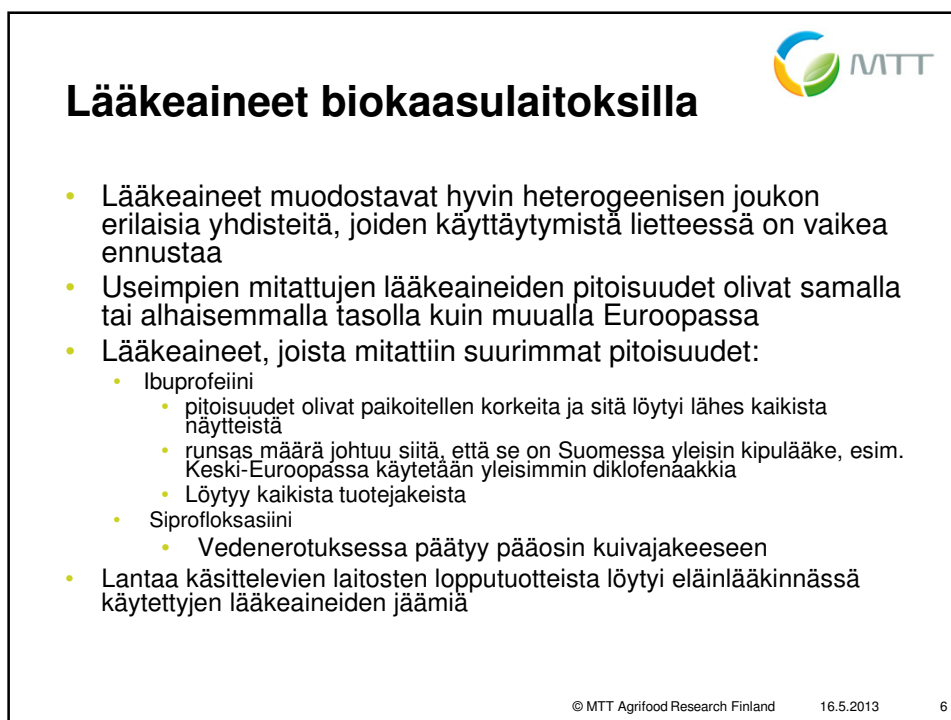 MTT
Lääkeaineet biokaasulaitoksilla
• Lääkeaineet muodostavat hyvin heterogeenisen joukon
erilaisia yhdisteitä, joiden käyttäytymistä lietteessä on vaikea
ennustaa
• Useimpien mitattujen lääkeaineiden pitoisuudet olivat samalla
tai alhaisemmalla tasolla kuin muualla Euroopassa
• Lääkeaineet, joista mitattiin suurimmat pitoisuudet:
• Ibuprofeiini
• pitoisuudet olivat paikoitellen korkeita ja sitä löytyi lähes kaikista
näytteistä
• runsas määrä johtuu siitä, että se on Suomessa yleisin kipulääke, esim.
Keski-Euroopassa käytetään yleisimmin diklofenaakkia
• Löytyy kaikista tuotejakeista
• Siprofloksasiini
• Vedenerotuksessa päätyy pääosin kuivajakeeseen
• Lantaa käsittelevien laitosten lopputuotteista löytyi eläinlääkinnässä
käytettyjen lääkeaineiden jäämiä
© MTT Agrifood Research Finland 16.5.2013 6